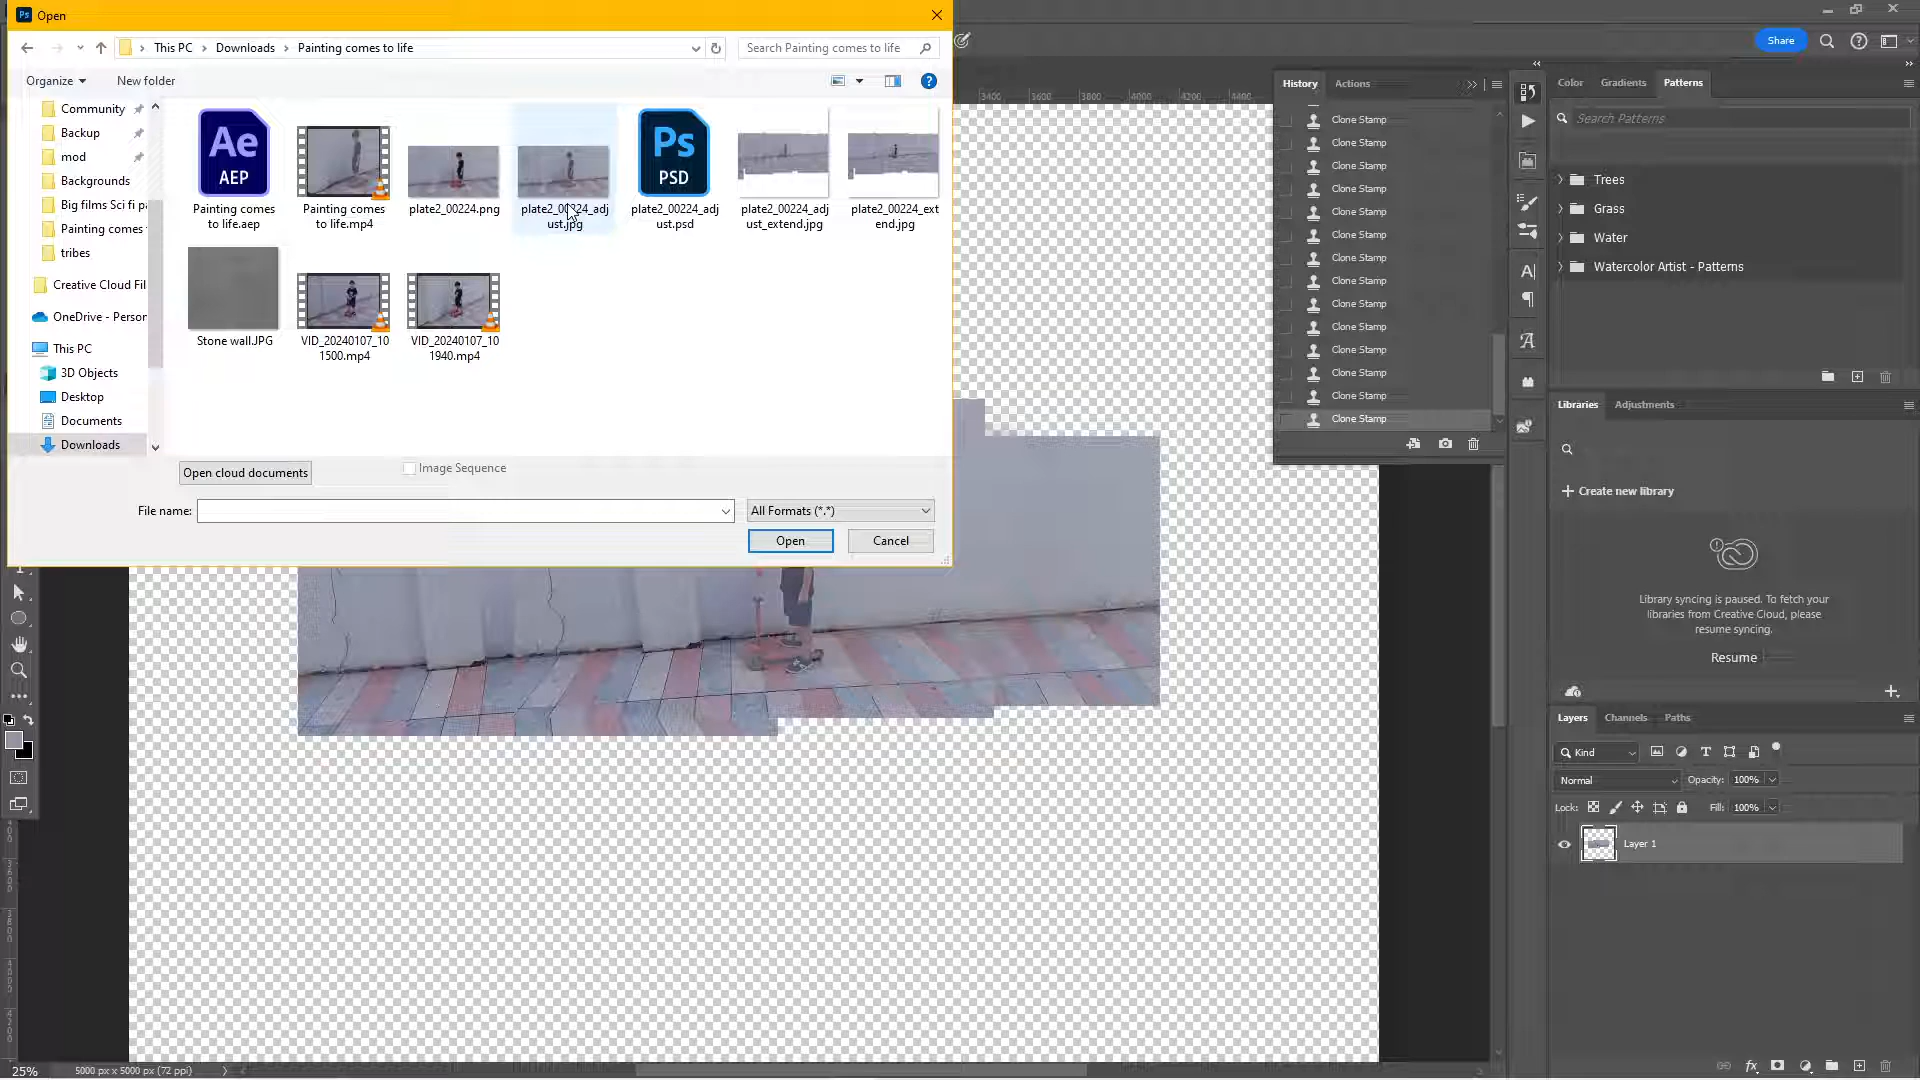 Ps Open
This PC Downloads Painting comes to life
Search Painting comes to life
Share
Organize New folder
Community
Backup
mod
Backgrounds
Big films Sci fi pa
Painting comes
tribes
Creative Cloud Fil
OneDrive - Person
This PC
3D Objects
Desktop
Documents
Downloads
Ae
AEP
Painting comes
to life.aep
Painting comes
to life.mp4
plate2_00224.png
plate2_00224_adj
ust.jpg
Ps
PSD
plate2_00224_adj
ust.psd
plate2_00224_adj
ust_extend.jpg
plate2_00224_ext
end.jpg
Stone wall.JPG
VID_20240107_10
1500.mp4
VID_20240107_10
1940.mp4
Open cloud documents
Image Sequence
File name:
All Formats (*.*)
Open Cancel
3400 3600 3800 4000 4200 4400
History Actions
Clone Stamp
Clone Stamp
Clone Stamp
Clone Stamp
Clone Stamp
Clone Stamp
Clone Stamp
Clone Stamp
Clone Stamp
Clone Stamp
Clone Stamp
Clone Stamp
Clone Stamp
Clone Stamp
Color Gradients Patterns
Search Patterns
Trees
Grass
Water
Watercolor Artist - Patterns
Libraries Adjustments
Create new library
Library syncing is paused. To fetch your
libraries from Creative Cloud, please
resume syncing.
Resume
Layers Channels Paths
Kind
Normal Opacity: 100%
Lock: Fill: 100%
Layer 1
25% 5000 px x 5000 px (72 ppi)